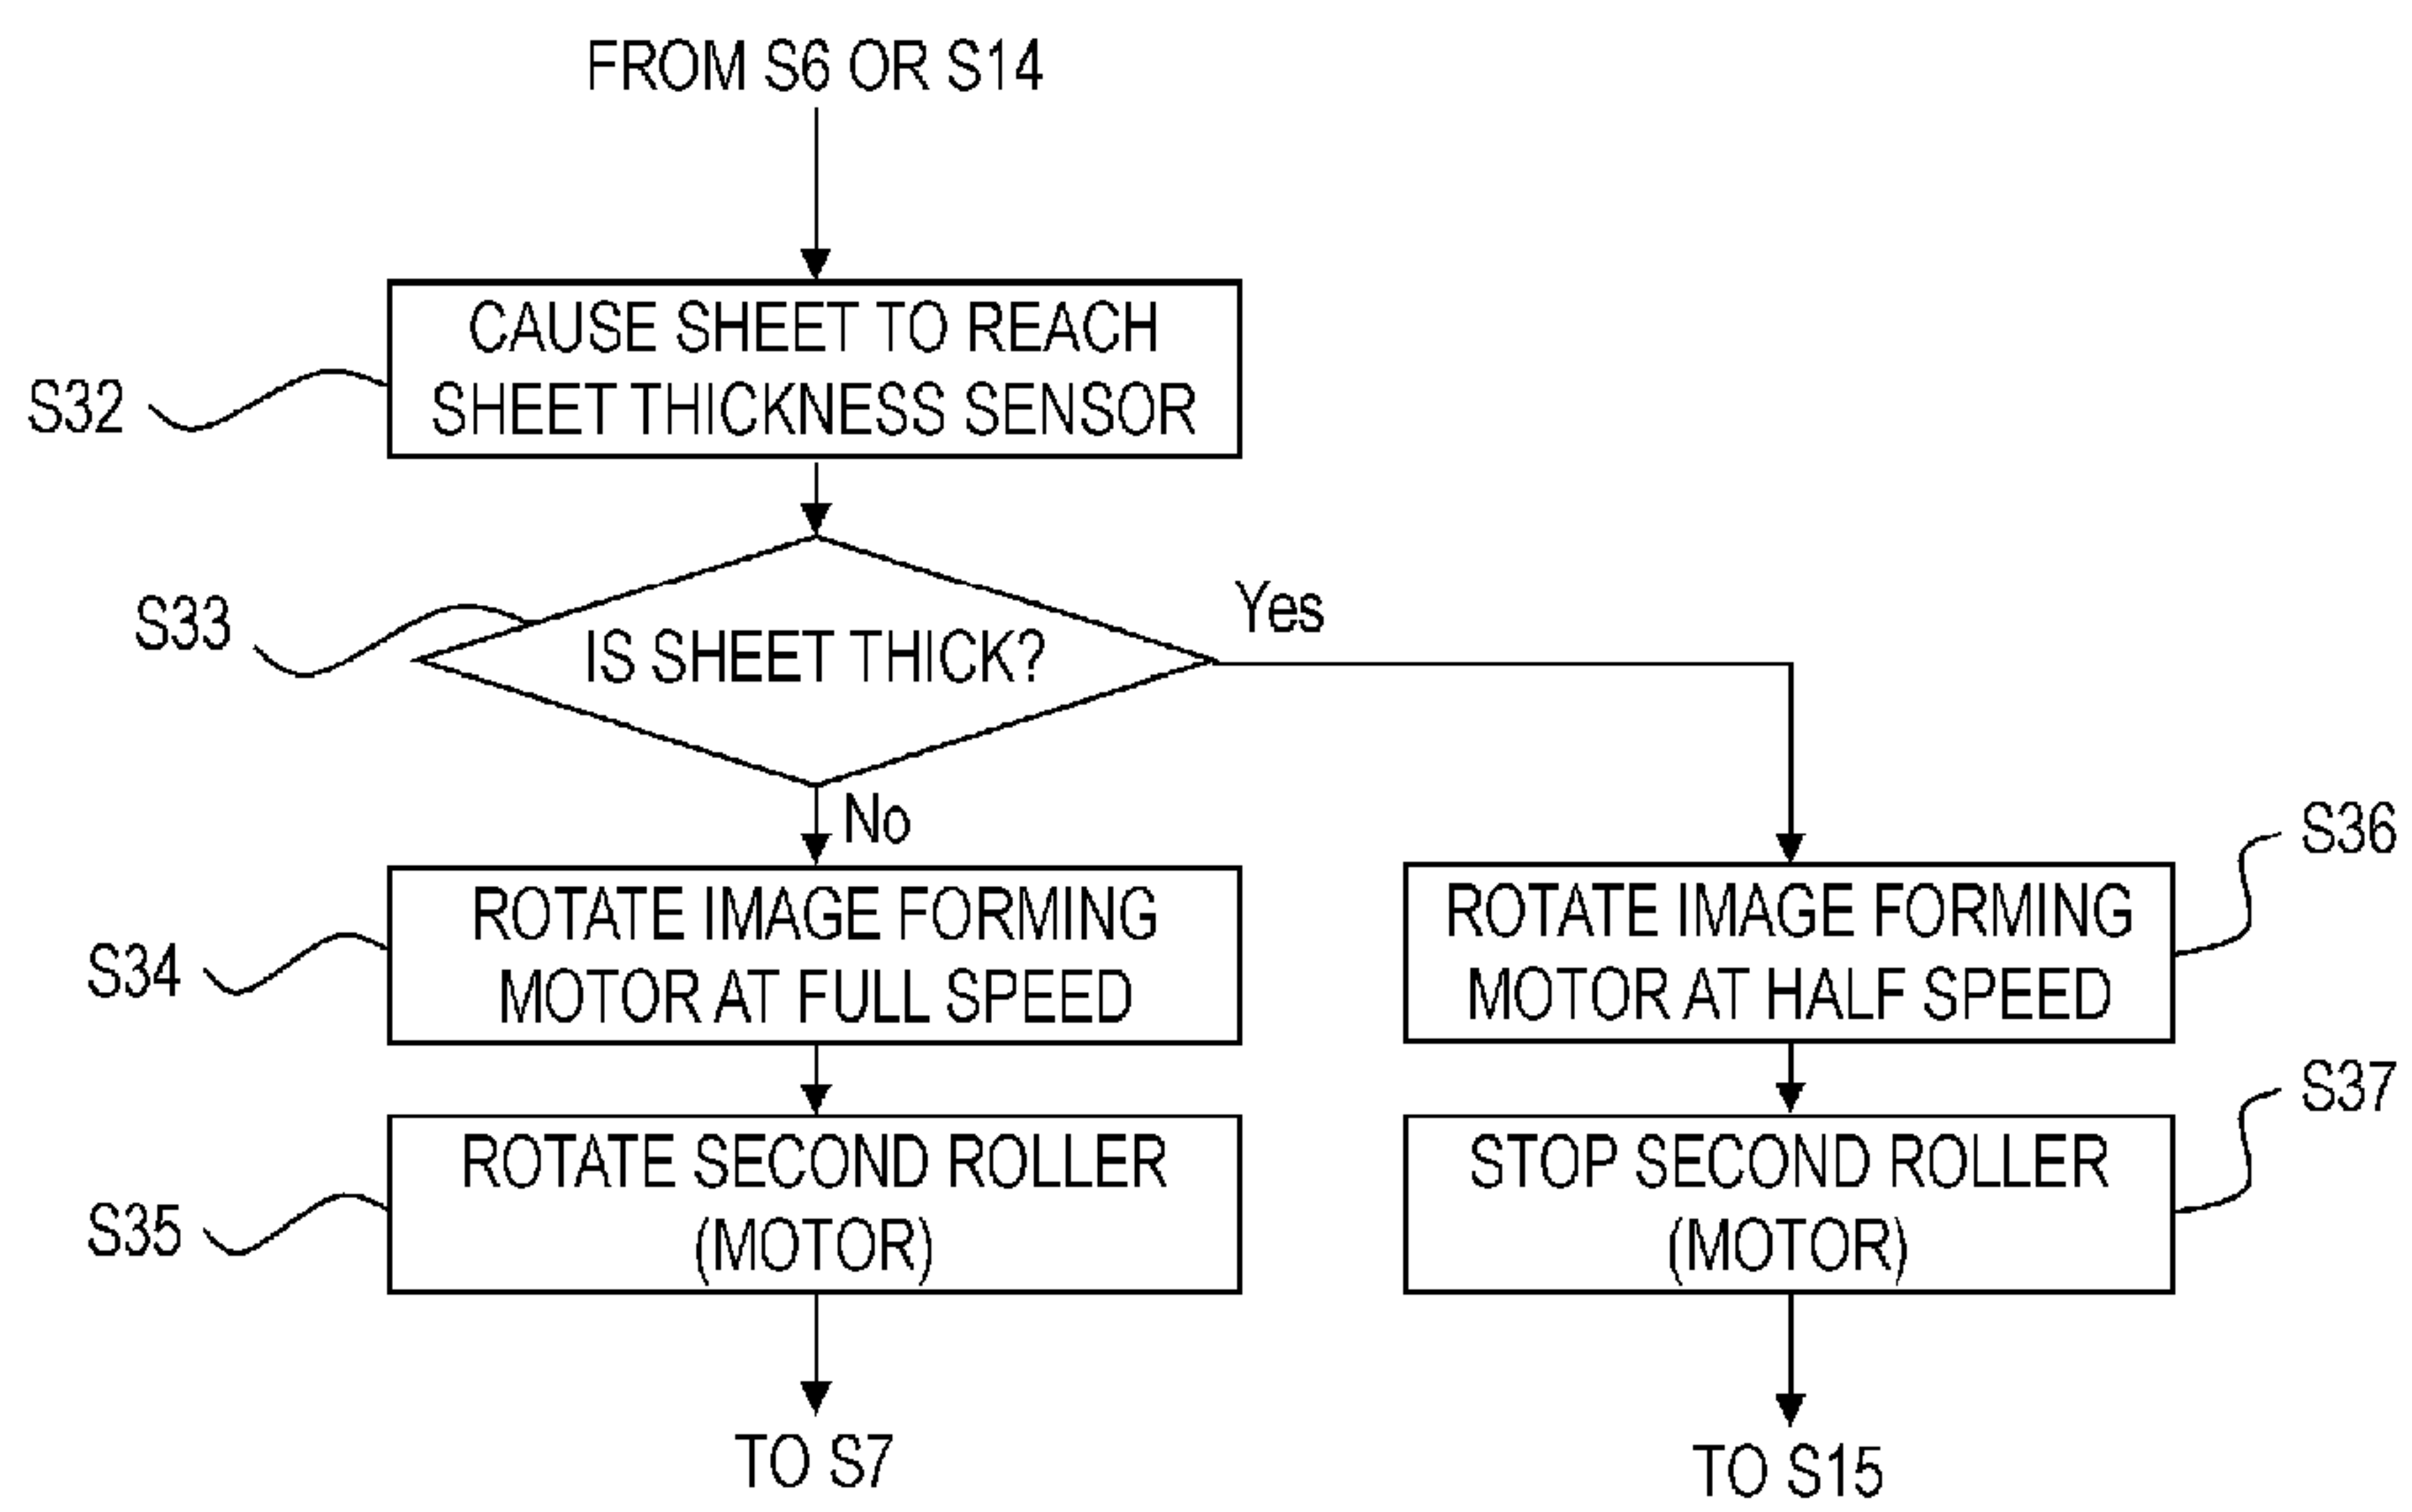 FROM S6 OR S14
S32
CAUSE SHEET TO REACH
SHEET THICKNESS SENSOR
S33
IS SHEET THICK?
Yes
No
S34
ROTATE IMAGE FORMING
MOTOR AT FULL SPEED
S36
ROTATE IMAGE FORMING
MOTOR AT HALF SPEED
S35
ROTATE SECOND ROLLER
(MOTOR)
S37
STOP SECOND ROLLER
(MOTOR)
TO S7
TO S15